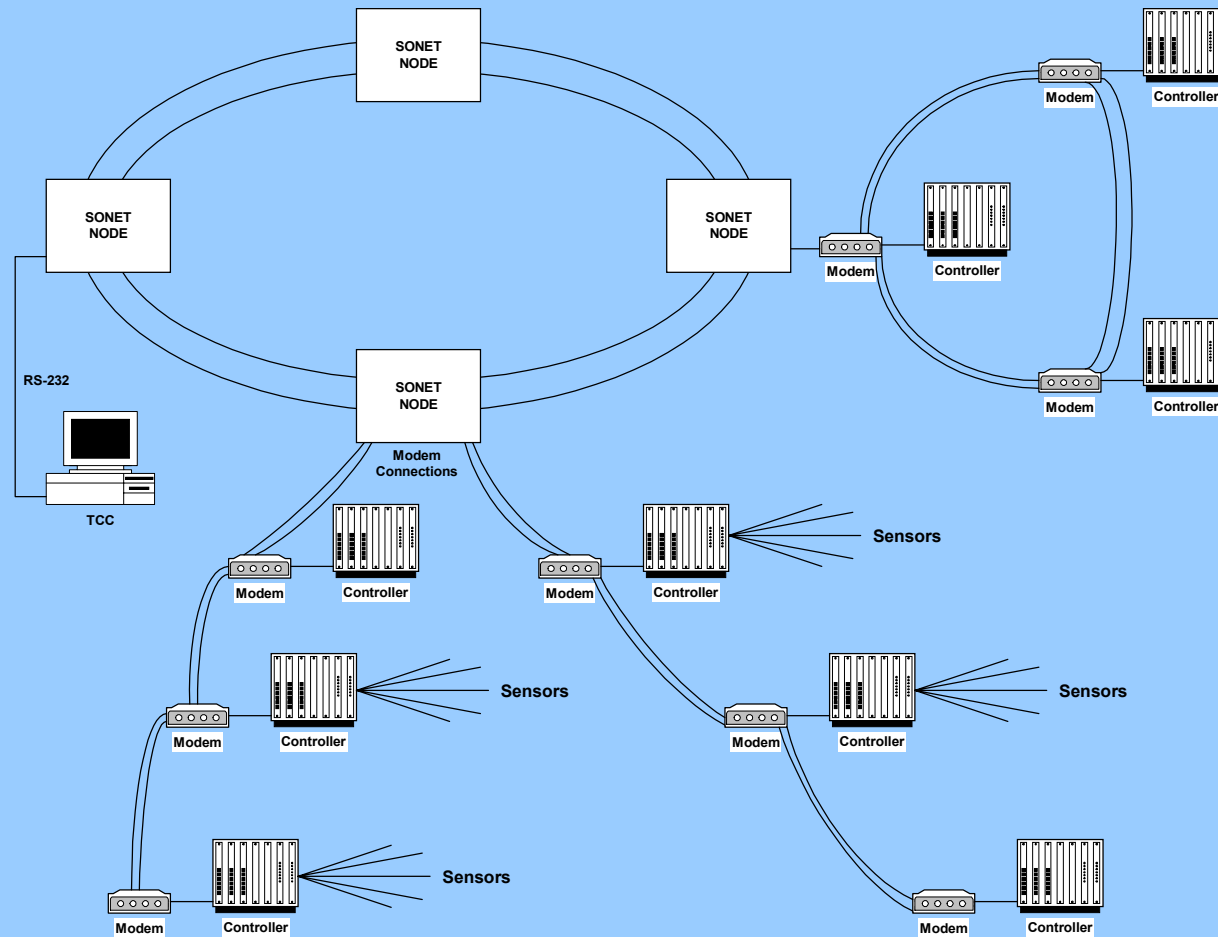 SONET
NODE
Modem
Controller
SONET
NODE
SONET
NODE
Modem
Controller
RS-232
SONET
NODE
Modem
Controller
Modem
Connections
TCC
Sensors
Modem
Controller
Modem
Controller
Sensors
Sensors
Modem
Controller
Modem
Controller
Sensors
Modem
Controller
Modem
Controller